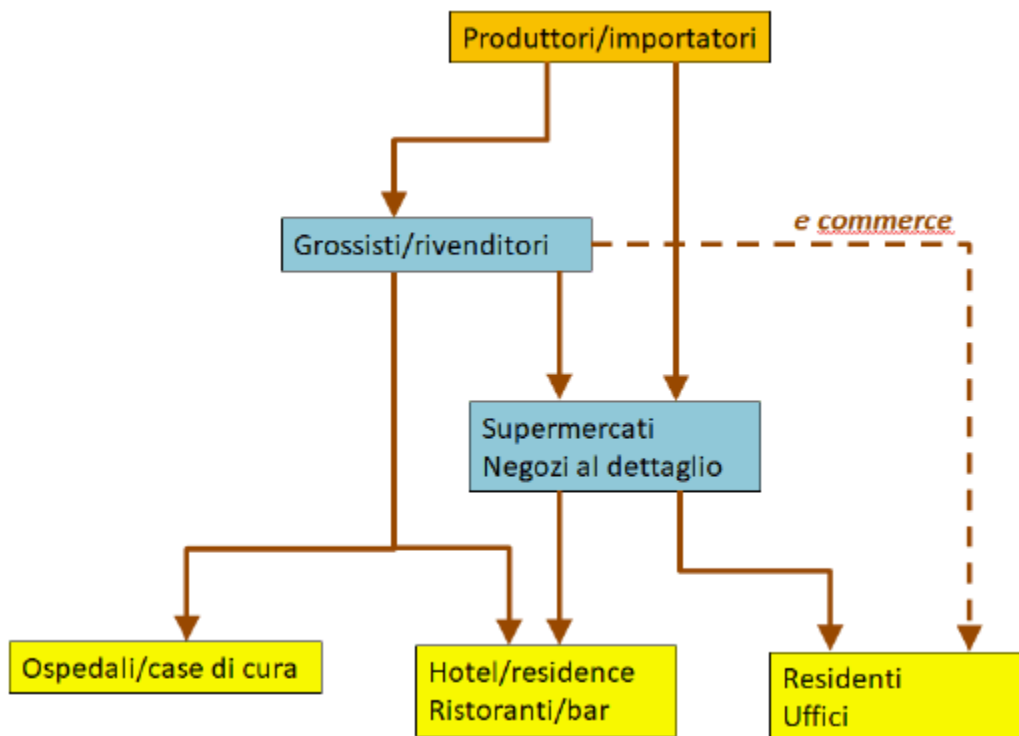 Produttori/importatori
e commerce
Grossisti/rivenditori
Supermercati
Negozi al dettaglio
Ospedali/case di cura
Hotel/residence
Ristoranti/bar
Residenti
Uffici